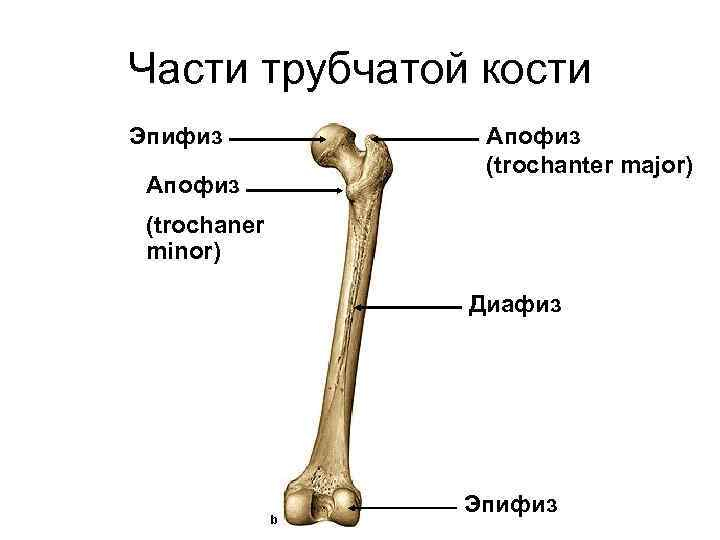 Части трубчатой кости
Эпифиз
Апофиз
(trochanter major)
Апофиз
(trochaner
minor)
Диафиз
Эпифиз
b